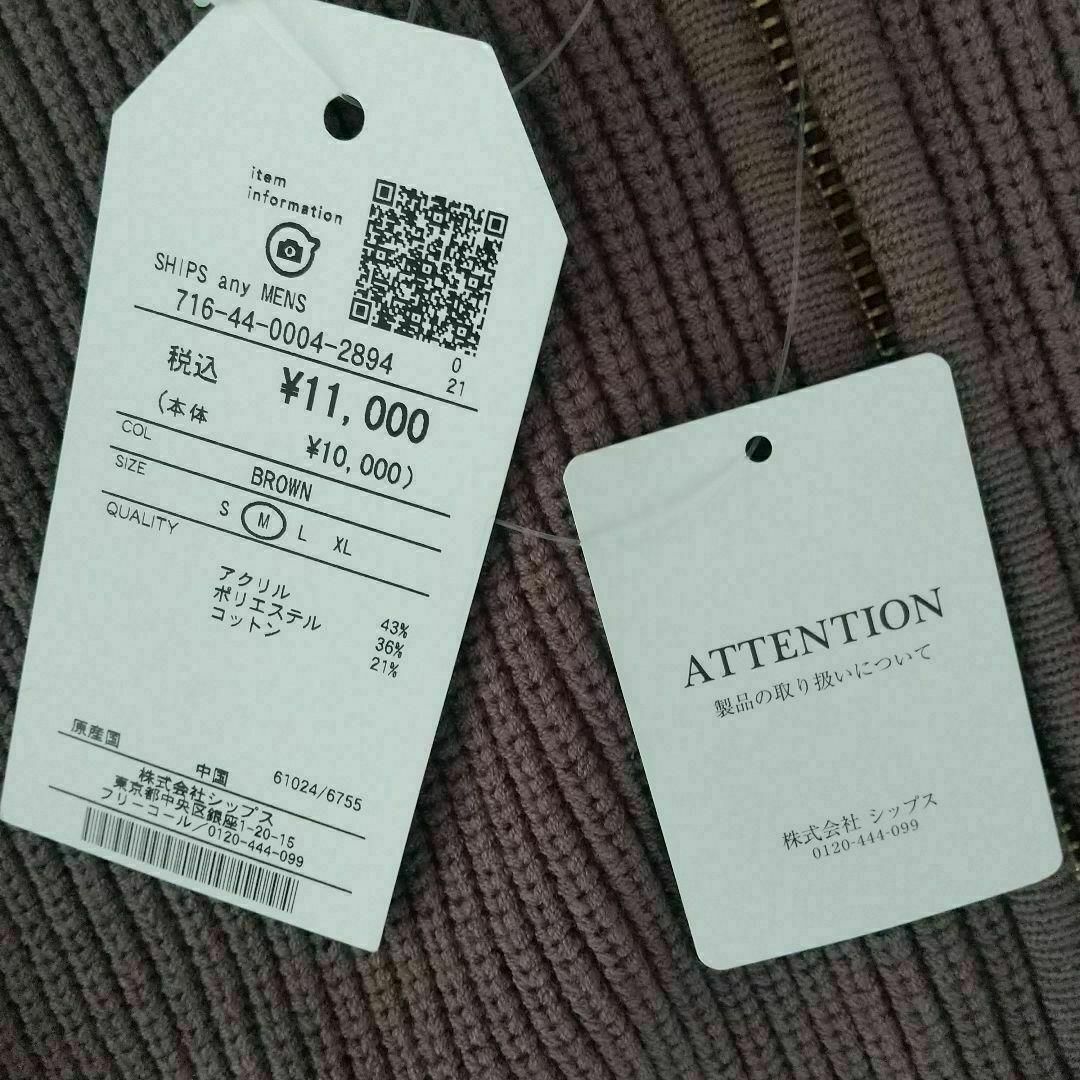 item
information
SHIPS any MENS
716-44-0004-2894
0
21
税込 ¥11,000
(本体 ¥10,000)
COL
BROWN
SIZE
S M L XL
QUALITY
アクリル 43%
ポリエステル 36%
コットン 21%
原産国
中国 61024/6755
株式会社シップス
東京都中央区銀座1-20-15
フリーコール/0120-444-099
ATTENTION
製品の取り扱いについて
株式会社 シップス
0120-444-099